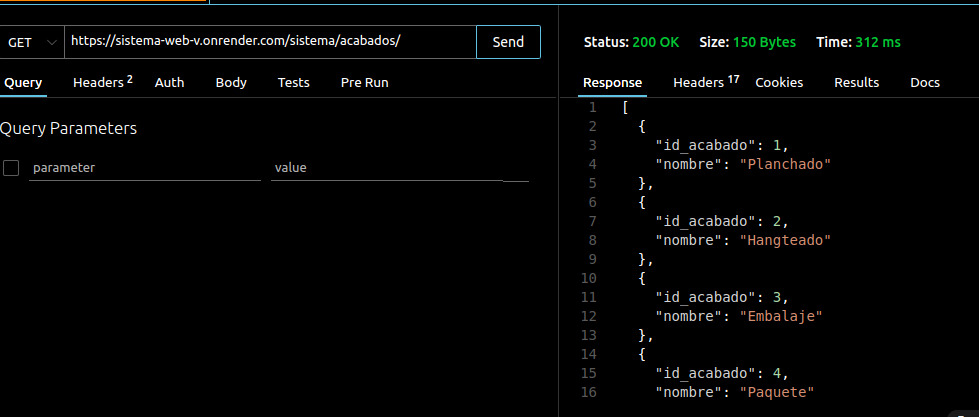 GET https://sistema-web-v.onrender.com/sistema/acabados/ Send
Query Headers 2 Auth Body Tests Pre Run
Query Parameters
parameter value
Status: 200 OK Size: 150 Bytes Time: 312 ms
Response Headers 17 Cookies Results Docs
1 [
2 {
3 "id_acabado": 1,
4 "nombre": "Planchado"
5 },
6 {
7 "id_acabado": 2,
8 "nombre": "Hangteado"
9 },
10 {
11 "id_acabado": 3,
12 "nombre": "Embalaje"
13 },
14 {
15 "id_acabado": 4,
16 "nombre": "Paquete"